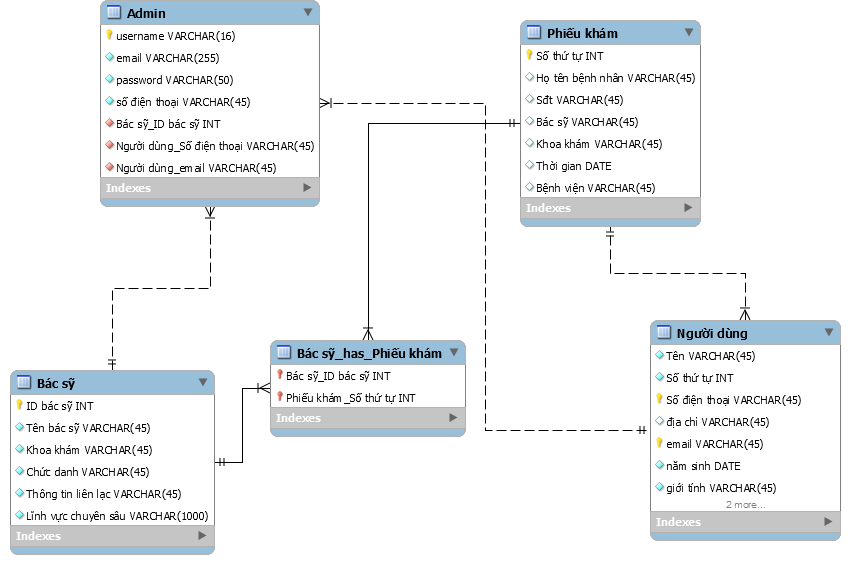 Admin
username VARCHAR(16)
email VARCHAR(255)
password VARCHAR(50)
số điện thoại VARCHAR(45)
Bác sỹ_ID bác sỹ INT
Người dùng_Số điện thoại VARCHAR(45)
Người dùng_email VARCHAR(45)
Indexes
Phiếu khám
Số thứ tự INT
Họ tên bệnh nhân VARCHAR(45)
Sđt VARCHAR(45)
Bác sỹ VARCHAR(45)
Khoa khám VARCHAR(45)
Thời gian DATE
Bệnh viện VARCHAR(45)
Indexes
Bác sỹ_has_Phiếu khám
Bác sỹ_ID bác sỹ INT
Phiếu khám_Số thứ tự INT
Indexes
Người dùng
Tên VARCHAR(45)
Số thứ tự INT
Số điện thoại VARCHAR(45)
địa chỉ VARCHAR(45)
email VARCHAR(45)
năm sinh DATE
giới tính VARCHAR(45)
2 more...
Indexes
Bác sỹ
ID bác sỹ INT
Tên bác sỹ VARCHAR(45)
Khoa khám VARCHAR(45)
Chức danh VARCHAR(45)
Thông tin liên lạc VARCHAR(45)
Lĩnh vực chuyên sâu VARCHAR(1000)
Indexes